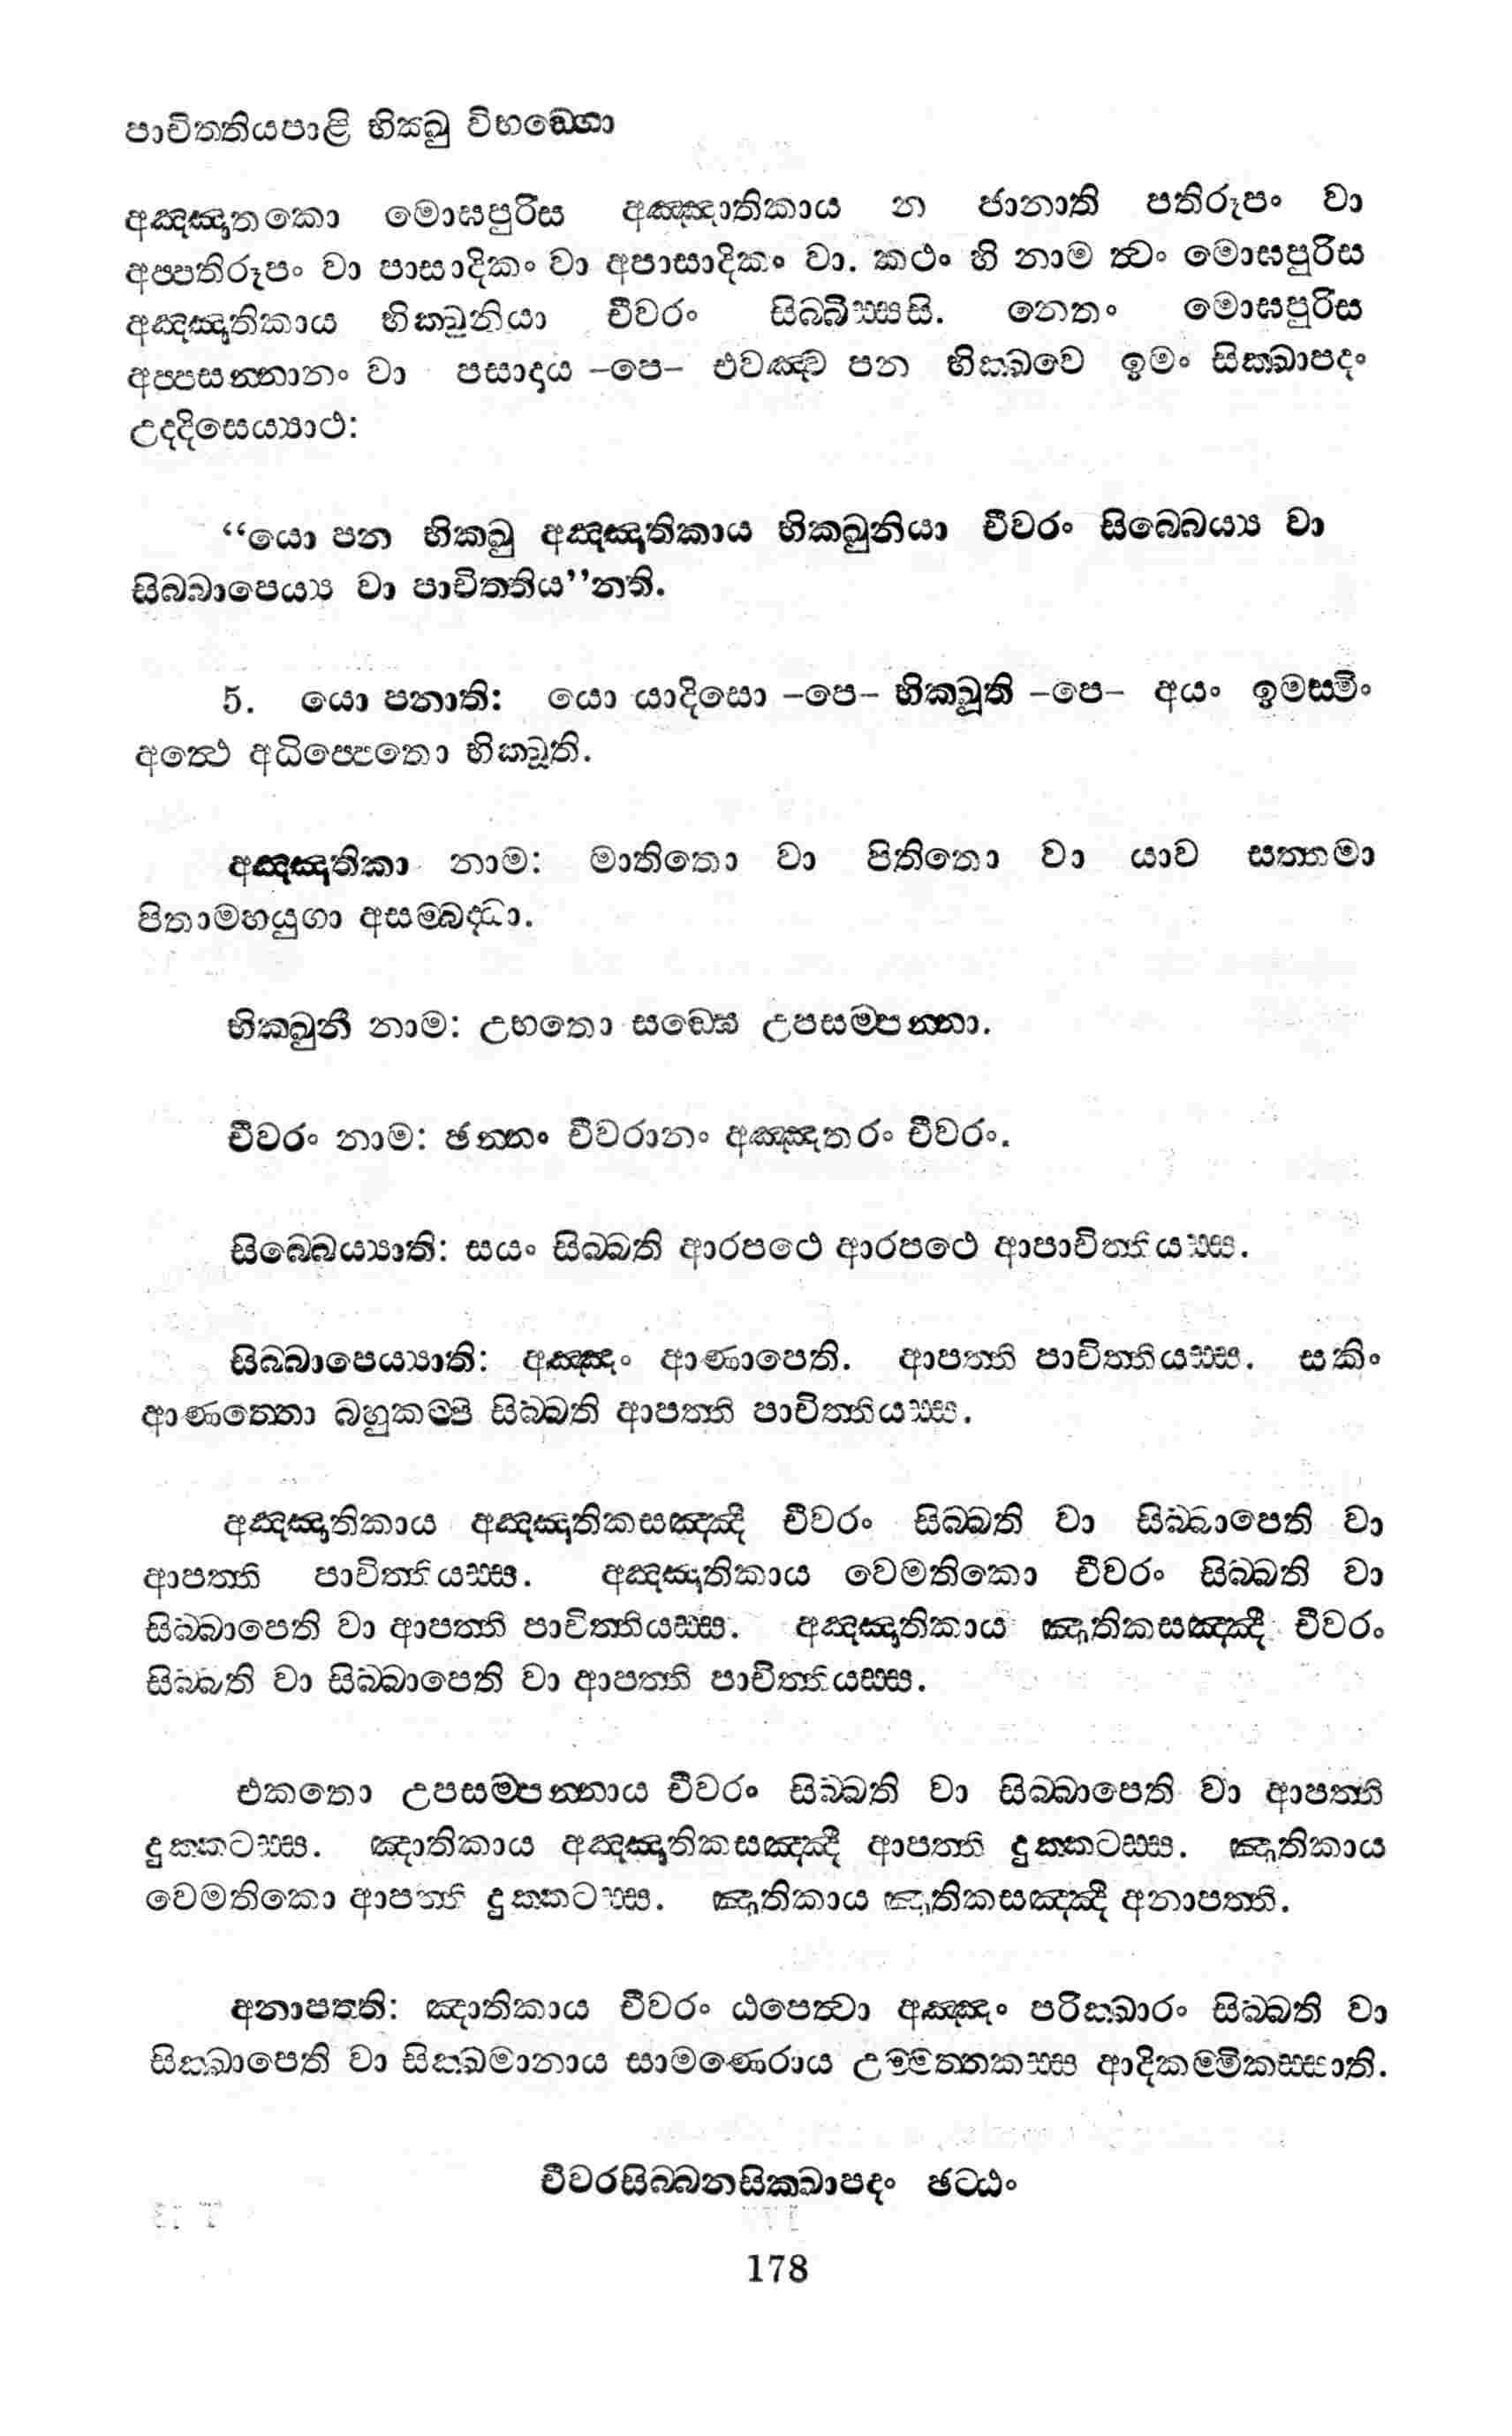 පාචිත්තියපාළි භික්ඛු විභඞ්ගො
අඤ්ඤාතකො මොඝපුරිස අඤ්ඤාතිකාය න ජානාති පතිරූපං වා
අප්පතිරූපං වා පාසාදිකං වා අපාසාදිකං වා. කථං හි නාම ත්වං මොඝපුරිස
අඤ්ඤාතිකාය භික්ඛුනියා චීවරං සිබ්බිස්සසි. නෙතං මොඝපුරිස
අප්පසන්නානං වා පසාදාය –පෙ– එවඤ්ච පන භික්ඛවෙ ඉමං සික්ඛාපදං
උද්දිසෙය්‍යාථ:
“යො පන භික්ඛු අඤ්ඤාතිකාය භික්ඛුනියා චීවරං සිබ්බෙය්‍ය වා
සිබ්බාපෙය්‍ය වා පාචිත්තිය”න්ති.
5. යො පනාති: යො යාදිසො –පෙ– භික්ඛූති –පෙ– අයං ඉමස්මිං
අත්ථෙ අධිප්පෙතො භික්ඛූති.
අඤ්ඤාතිකා නාම: මාතිතො වා පිතිතො වා යාව සත්තමා
පිතාමහයුගා අසම්බද්ධා.
භික්ඛුනී නාම: උභතො සඞ්ඝෙ උපසම්පන්නා.
චීවරං නාම: ඡන්නං චීවරානං අඤ්ඤතරං චීවරං.
සිබ්බෙය්‍යාති: සයං සිබ්බති ආරපථෙ ආරපථෙ ආපාචිත්තියස්ස.
සිබ්බාපෙය්‍යාති: අඤ්ඤං ආණාපෙති. ආපත්ති පාචිත්තියස්ස. සකිං
ආණත්තො බහුකම්පි සිබ්බති ආපත්ති පාචිත්තියස්ස.
අඤ්ඤාතිකාය අඤ්ඤාතිකසඤ්ඤී චීවරං සිබ්බති වා සිබ්බාපෙති වා
ආපත්ති පාචිත්තියස්ස. අඤ්ඤාතිකාය වෙමතිකො චීවරං සිබ්බති වා
සිබ්බාපෙති වා ආපත්ති පාචිත්තියස්ස. අඤ්ඤාතිකාය ඤාතිකසඤ්ඤී චීවරං
සිබ්බති වා සිබ්බාපෙති වා ආපත්ති පාචිත්තියස්ස.
එකතො උපසම්පන්නාය චීවරං සිබ්බති වා සිබ්බාපෙති වා ආපත්ති
දුක්කටස්ස. ඤාතිකාය අඤ්ඤාතිකසඤ්ඤී ආපත්ති දුක්කටස්ස. ඤාතිකාය
වෙමතිකො ආපත්ති දුක්කටස්ස. ඤාතිකාය ඤාතිකසඤ්ඤී අනාපත්ති.
අනාපත්ති: ඤාතිකාය චීවරං ඨපෙත්වා අඤ්ඤං පරික්ඛාරං සිබ්බති වා
සික්ඛාපෙති වා සික්ඛමානාය සාමණෙරාය උම්මත්තකස්ස ආදිකම්මිකස්සාති.
චීවරසිබ්බනසික්ඛාපදං ඡට්ඨං
178